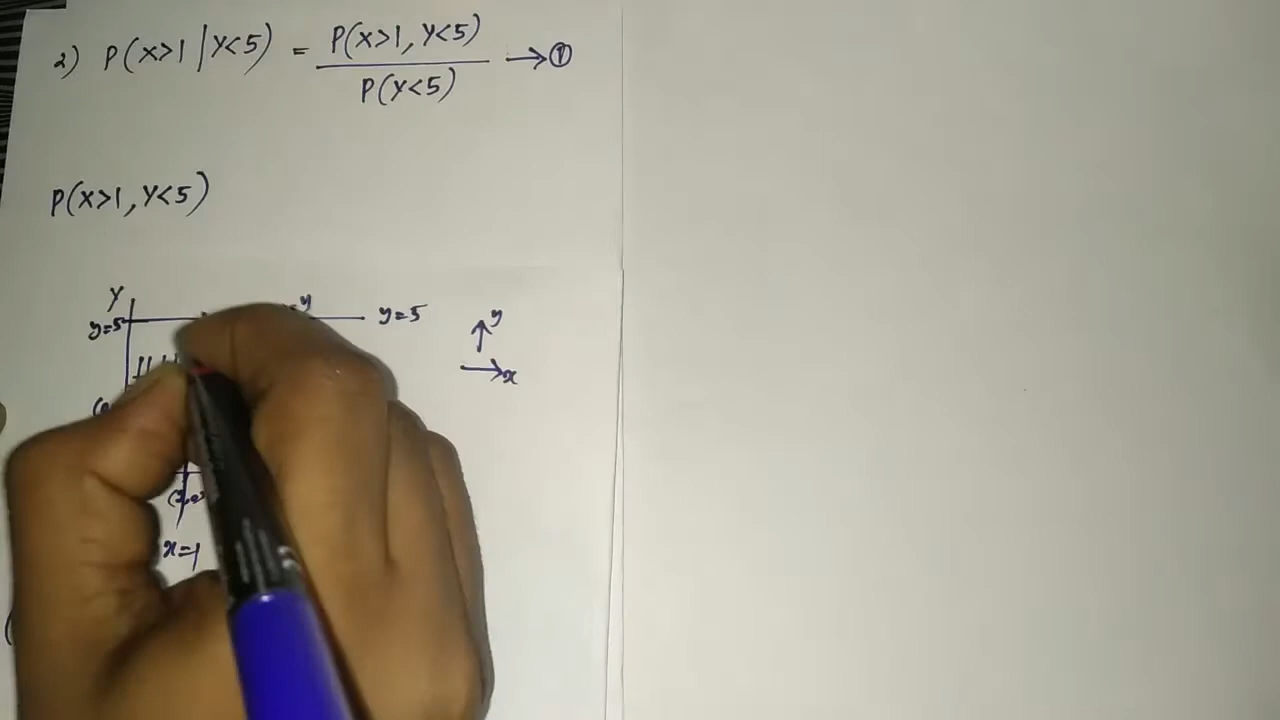 2) P(X>1 | Y<5) = P(X>1, Y<5) / P(Y<5) → ①
P(X>1, Y<5)
Y
y=5
y
y=5
y
x
x=1